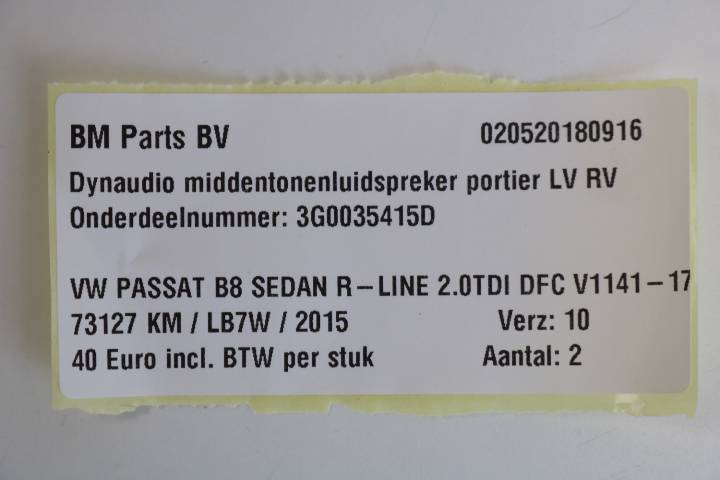 BM Parts BV 020520180916
Dynaudio middentonenluidspreker portier LV RV
Onderdeelnummer: 3G0035415D
VW PASSAT B8 SEDAN R-LINE 2.0TDI DFC V1141-17
73127 KM / LB7W / 2015 Verz: 10
40 Euro incl. BTW per stuk Aantal: 2